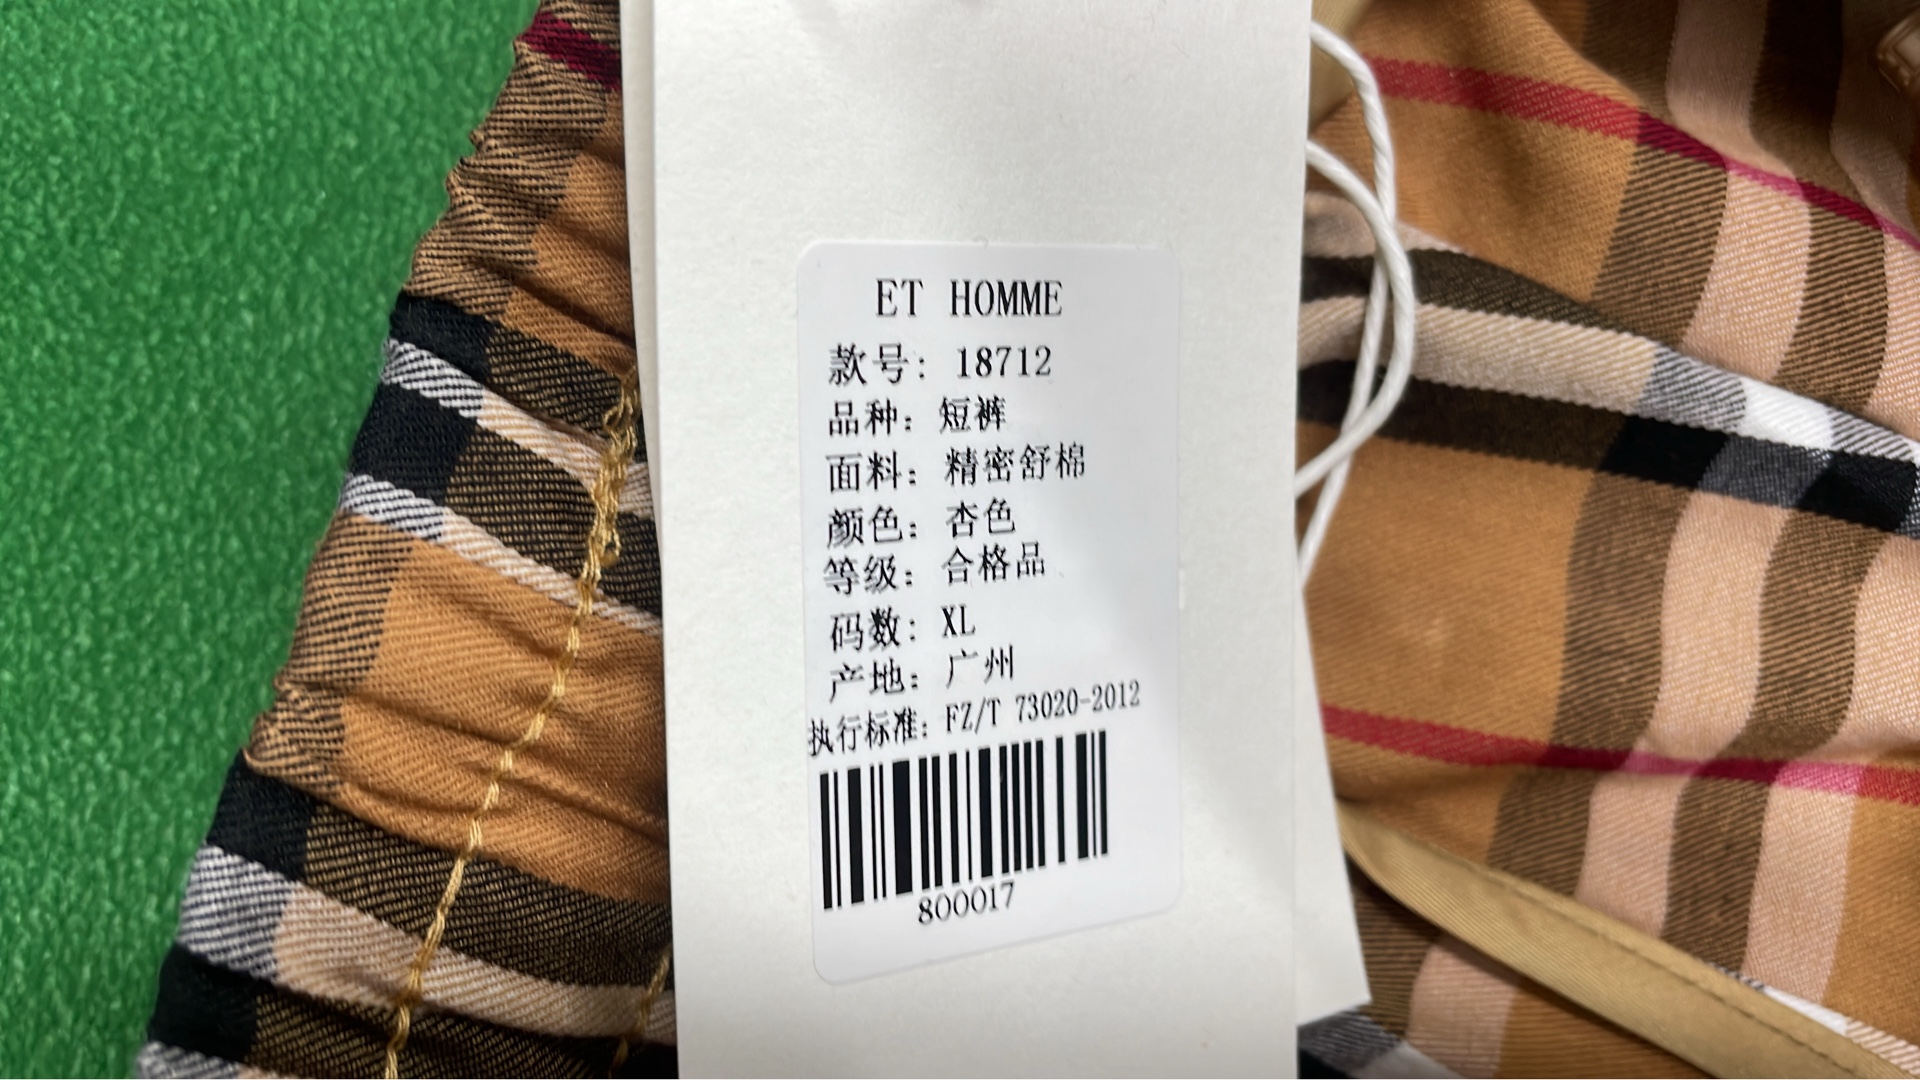 ET HOMME
款号: 18712
品种: 短裤
面料: 精密舒棉
颜色: 杏色
等级: 合格品
码数: XL
产地: 广州
执行标准: FZ/T 73020-2012
800017